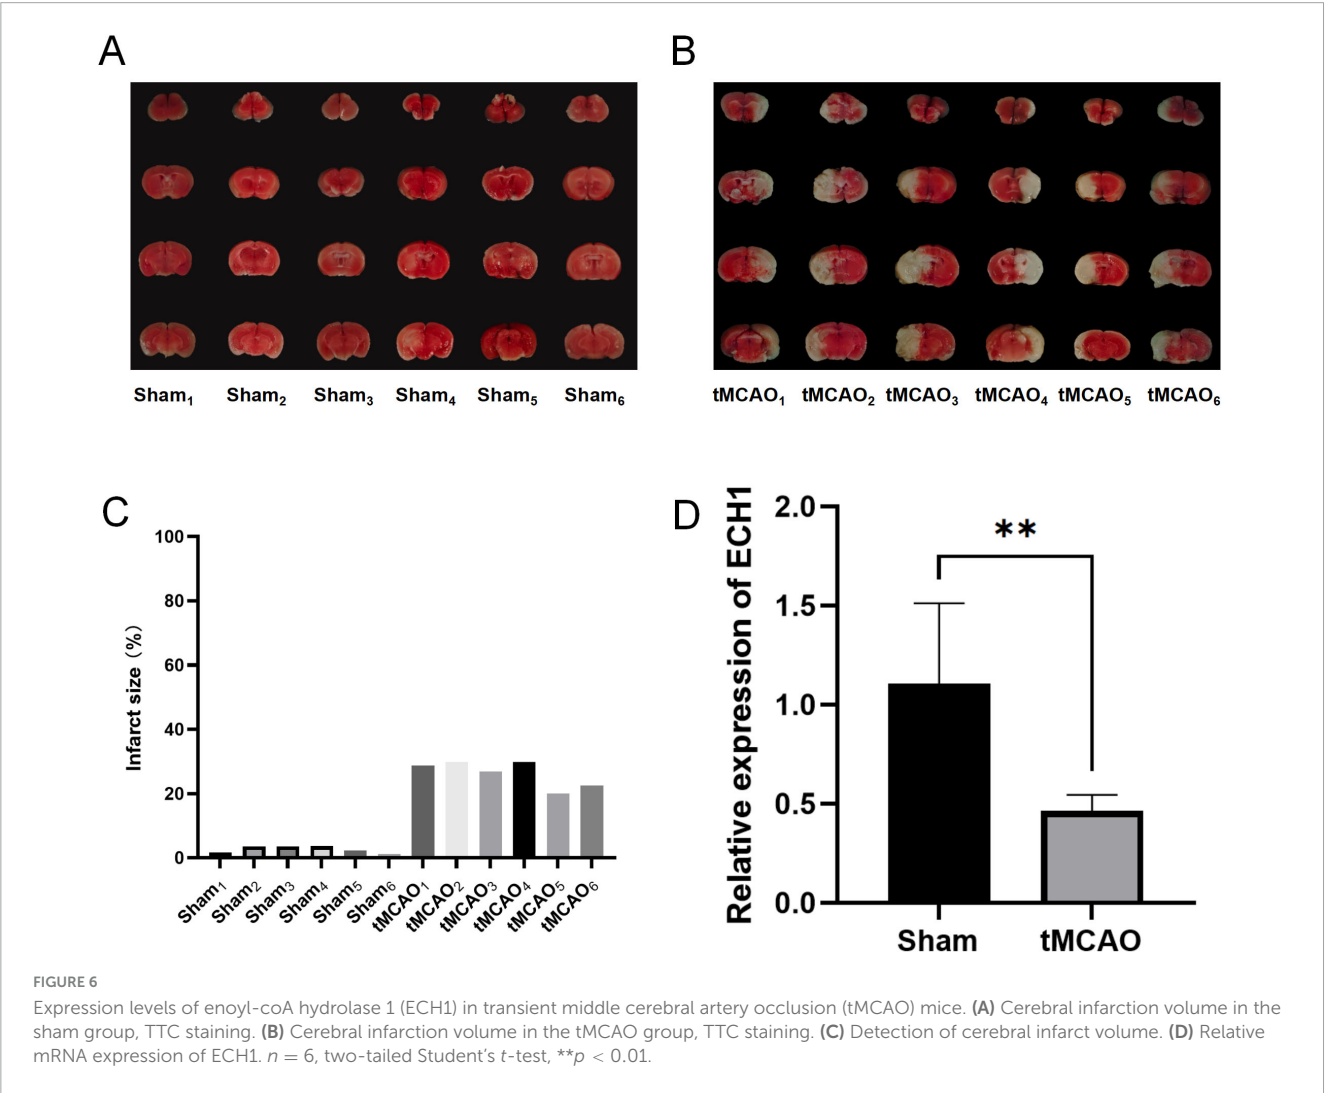 A
B
Sham1 Sham2 Sham3 Sham4 Sham5 Sham6
tMCAO1 tMCAO2 tMCAO3 tMCAO4 tMCAO5 tMCAO6
C
Infarct size (%)
100
80
60
40
20
0
Sham1 Sham2 Sham3 Sham4 Sham5 Sham6 tMCAO1 tMCAO2 tMCAO3 tMCAO4 tMCAO5 tMCAO6
D
Relative expression of ECH1
2.0
1.5
1.0
0.5
0.0
**
Sham tMCAO
FIGURE 6
Expression levels of enoyl-coA hydrolase 1 (ECH1) in transient middle cerebral artery occlusion (tMCAO) mice. (A) Cerebral infarction volume in the
sham group, TTC staining. (B) Cerebral infarction volume in the tMCAO group, TTC staining. (C) Detection of cerebral infarct volume. (D) Relative
mRNA expression of ECH1. n = 6, two-tailed Student's t-test, **p < 0.01.